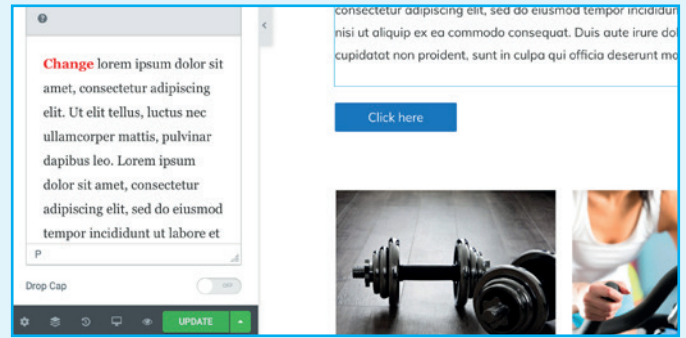 Change lorem ipsum dolor sit
amet, consectetur adipiscing
elit. Ut elit tellus, luctus nec
ullamcorper mattis, pulvinar
dapibus leo. Lorem ipsum
dolor sit amet, consectetur
adipiscing elit, sed do eiusmod
tempor incididunt ut labore et
P
Drop Cap
OFF
UPDATE
consectetur adipiscing elit, sed do eiusmod tempor incididun
nisi ut aliquip ex ea commodo consequat. Duis aute irure dol
cupidatat non proident, sunt in culpa qui officia deserunt mo
Click here